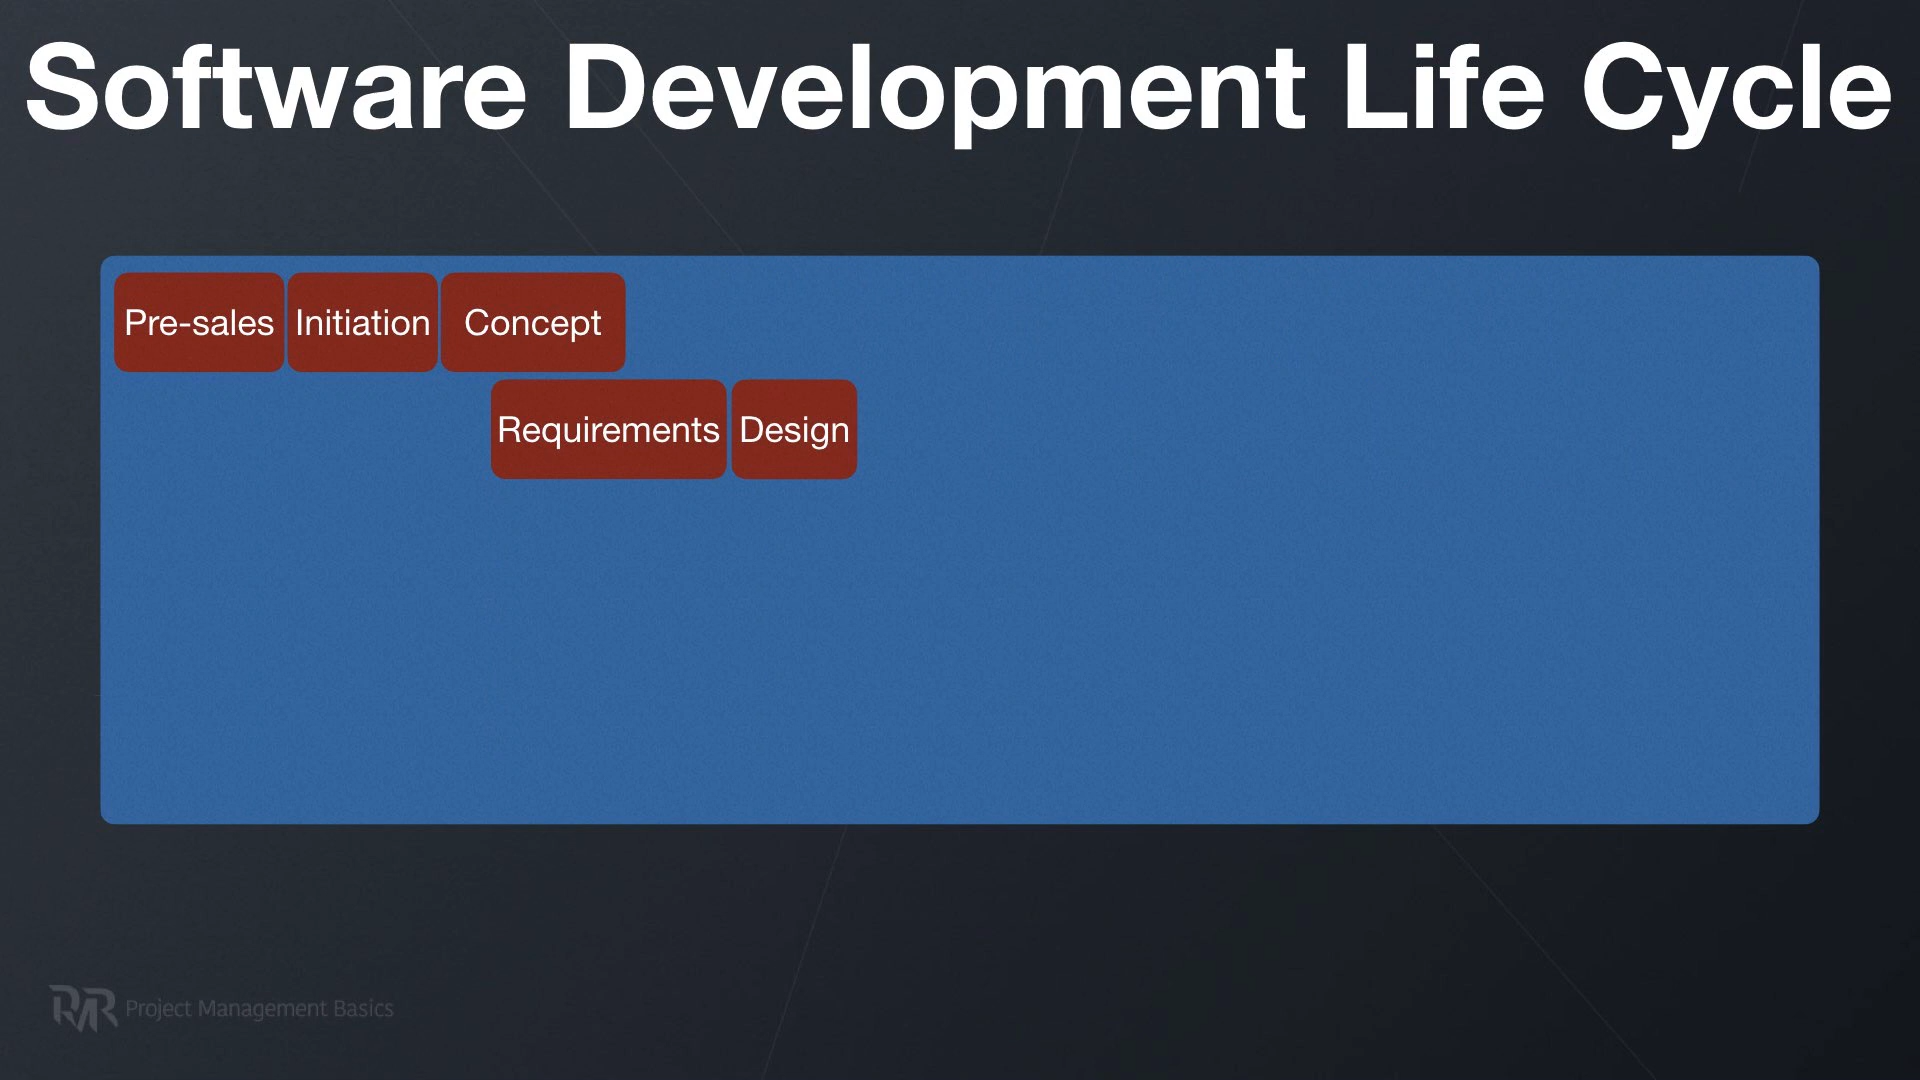 Software Development Life Cycle
Pre-sales Initiation Concept
Requirements Design
Project Management Basics